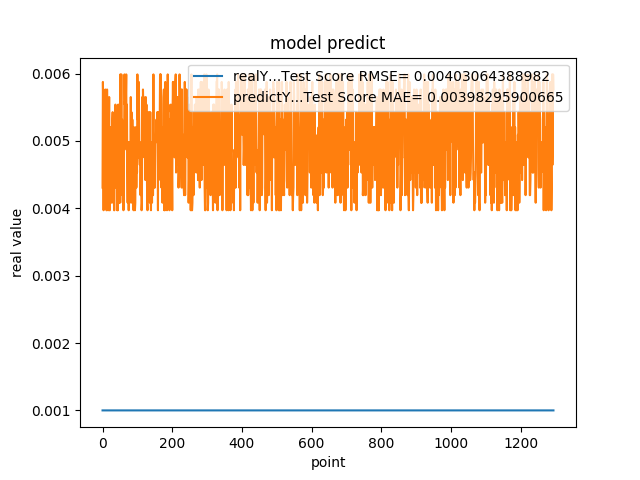 model predict
realY...Test Score RMSE= 0.00403064388982
predictY...Test Score MAE= 0.00398295900665
0.006
0.005
0.004
0.003
0.002
0.001
real value
0 200 400 600 800 1000 1200
point